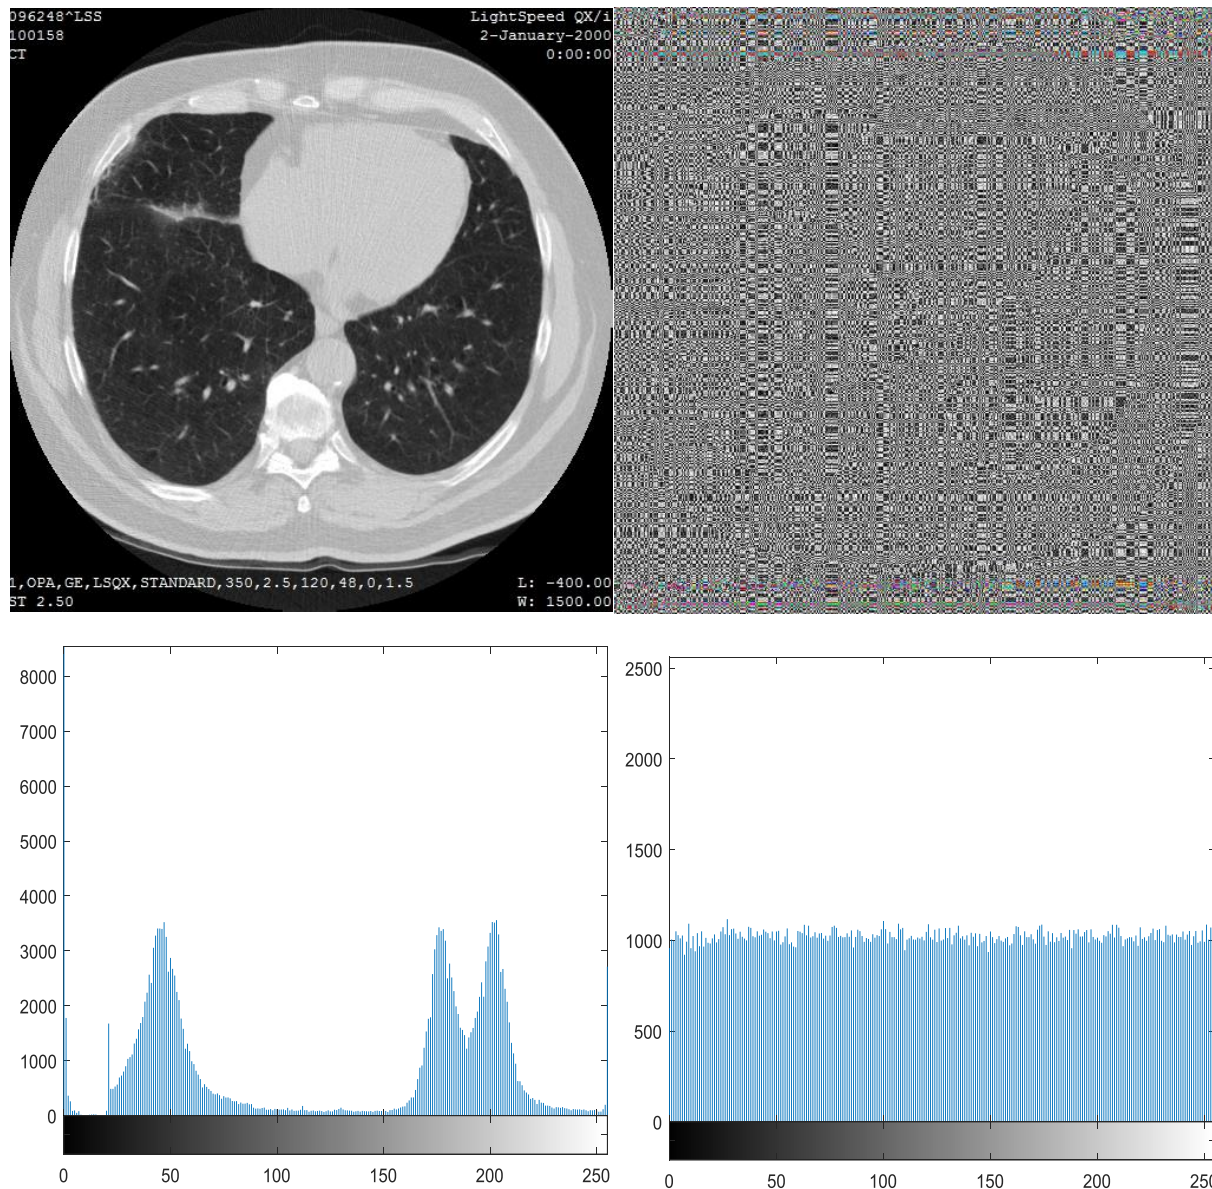 096248^LSS
LightSpeed QX/i
100158
2-January-2000
CT
0:00:00
1,OPA,GE,LSQX,STANDARD,350,2.5,120,48,0,1.5
L: -400.00
ST 2.50
W: 1500.00
8000
7000
6000
5000
4000
3000
2000
1000
0
0 50 100 150 200 250
2500
2000
1500
1000
500
0
0 50 100 150 200 250